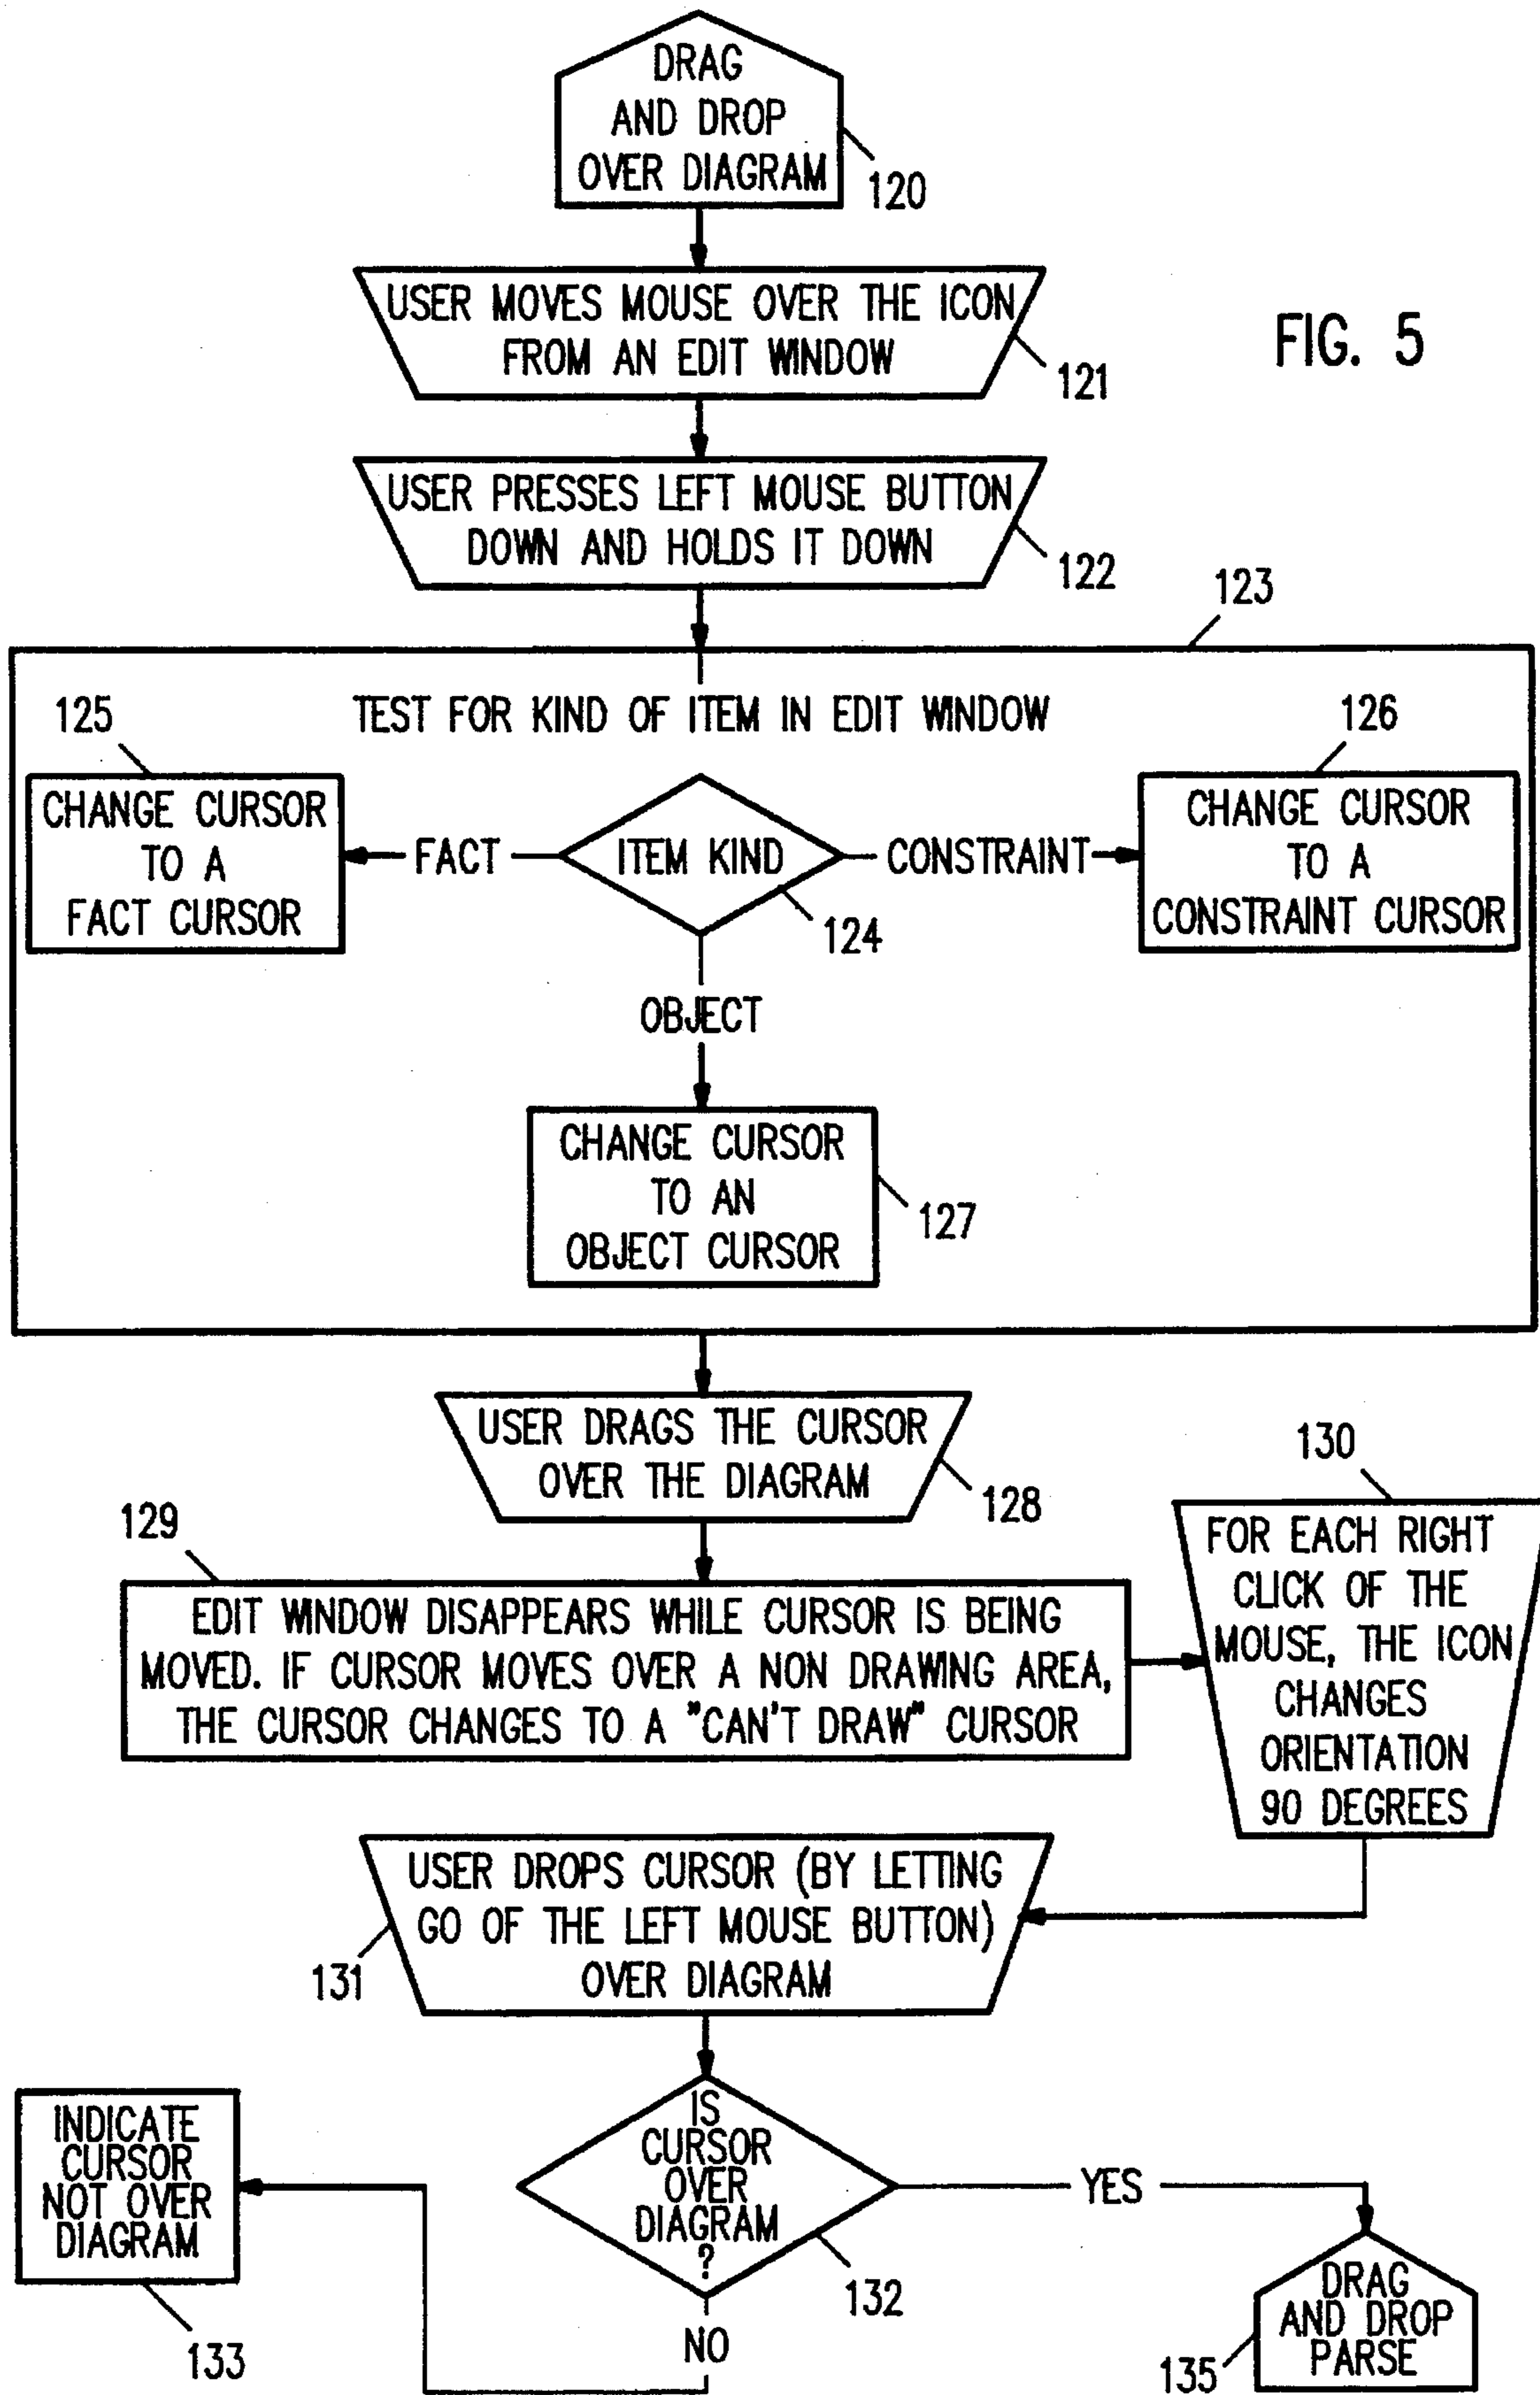 DRAG
AND DROP
OVER DIAGRAM
120
USER MOVES MOUSE OVER THE ICON
FROM AN EDIT WINDOW
121
FIG. 5
USER PRESSES LEFT MOUSE BUTTON
DOWN AND HOLDS IT DOWN
122
123
TEST FOR KIND OF ITEM IN EDIT WINDOW
125
CHANGE CURSOR
TO A
FACT CURSOR
FACT
ITEM KIND
124
CONSTRAINT
126
CHANGE CURSOR
TO A
CONSTRAINT CURSOR
OBJECT
CHANGE CURSOR
TO AN
OBJECT CURSOR
127
USER DRAGS THE CURSOR
OVER THE DIAGRAM
128
129
EDIT WINDOW DISAPPEARS WHILE CURSOR IS BEING
MOVED. IF CURSOR MOVES OVER A NON DRAWING AREA,
THE CURSOR CHANGES TO A "CAN'T DRAW" CURSOR
130
FOR EACH RIGHT
CLICK OF THE
MOUSE, THE ICON
CHANGES
ORIENTATION
90 DEGREES
USER DROPS CURSOR (BY LETTING
GO OF THE LEFT MOUSE BUTTON)
OVER DIAGRAM
131
IS
CURSOR
OVER
DIAGRAM
?
132
NO
INDICATE
CURSOR
NOT OVER
DIAGRAM
133
YES
DRAG
AND DROP
PARSE
135